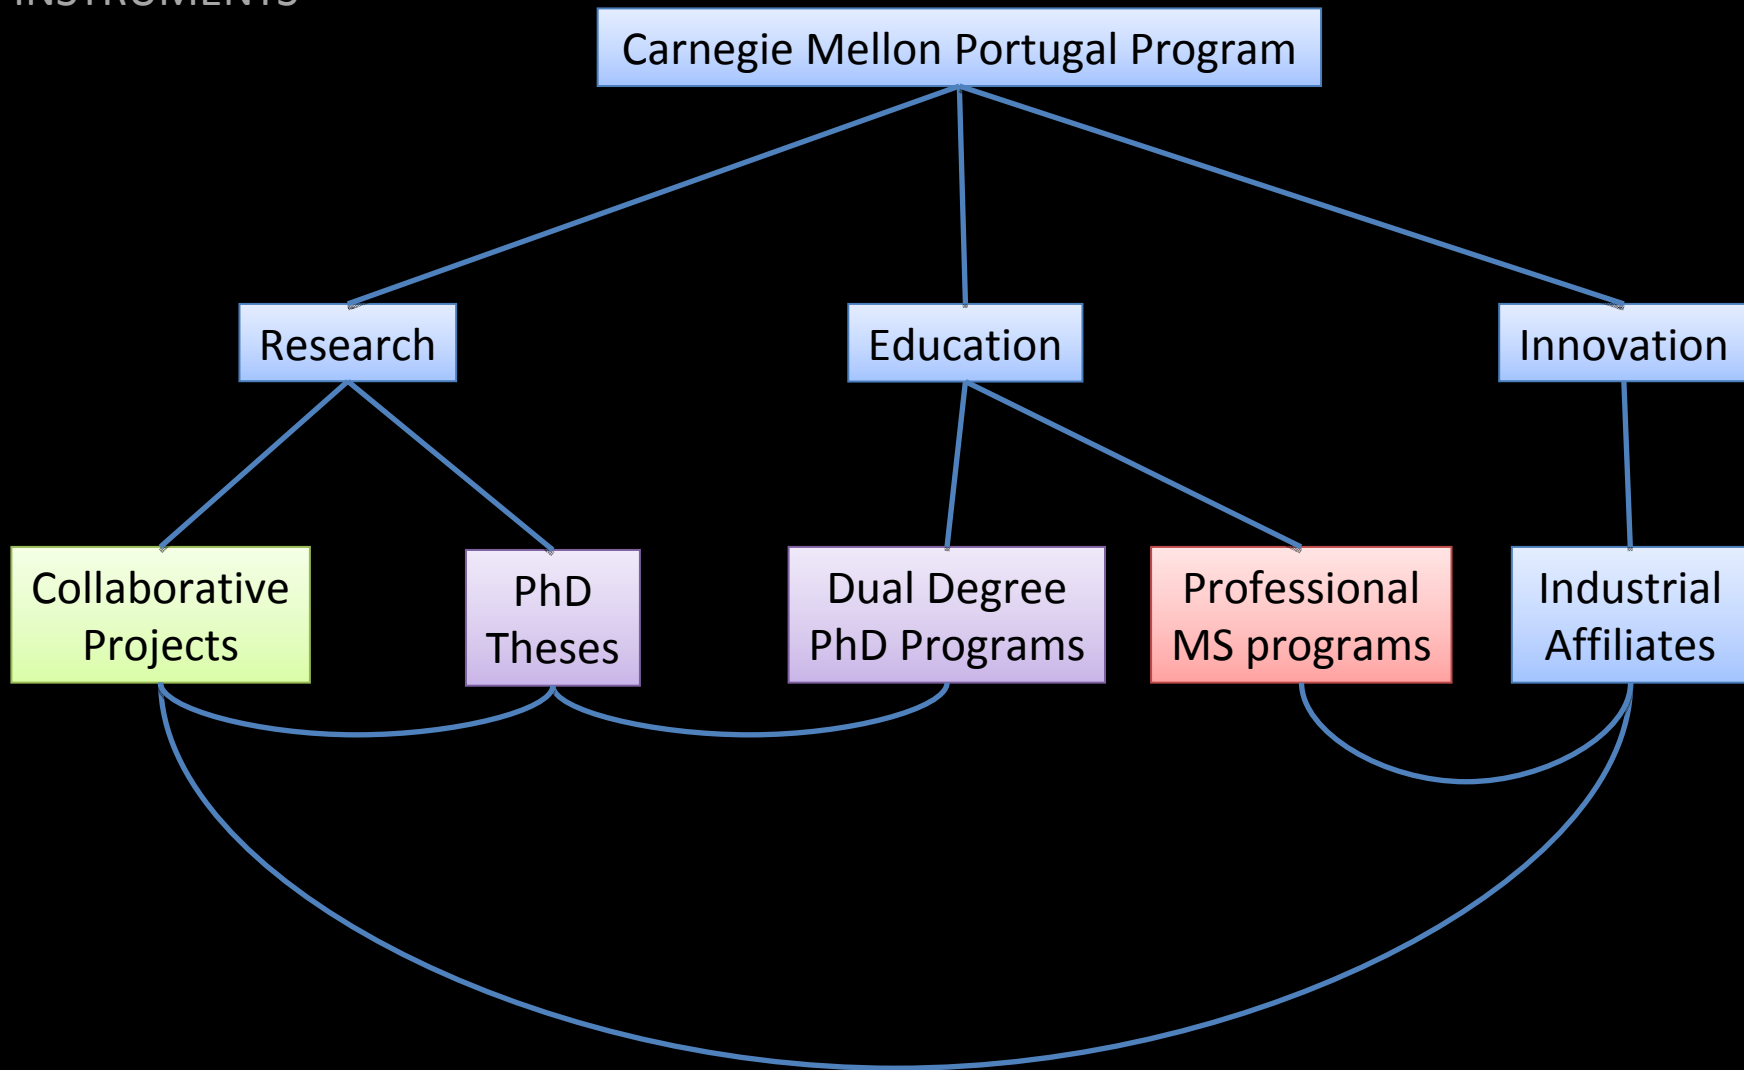 INSTRUMENTS
Carnegie Mellon Portugal Program
Research
Education
Innovation
Collaborative
Projects
PhD
Theses
Dual Degree
PhD Programs
Professional
MS programs
Industrial
Affiliates